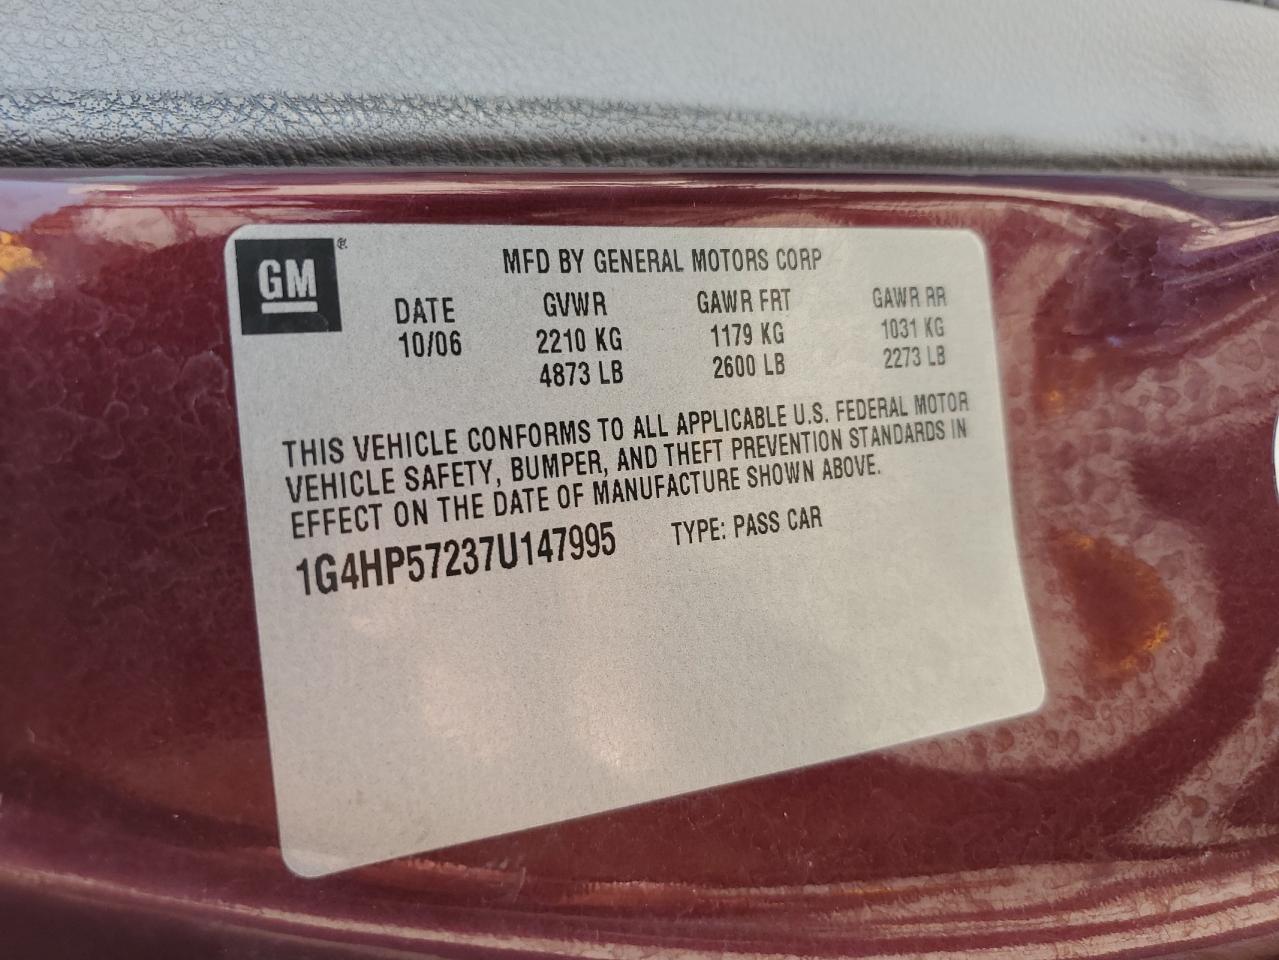 GM ®
MFD BY GENERAL MOTORS CORP
DATE GVWR GAWR FRT GAWR RR
10/06 2210 KG 1179 KG 1031 KG
4873 LB 2600 LB 2273 LB
THIS VEHICLE CONFORMS TO ALL APPLICABLE U.S. FEDERAL MOTOR
VEHICLE SAFETY, BUMPER, AND THEFT PREVENTION STANDARDS IN
EFFECT ON THE DATE OF MANUFACTURE SHOWN ABOVE.
1G4HP57237U147995 TYPE: PASS CAR